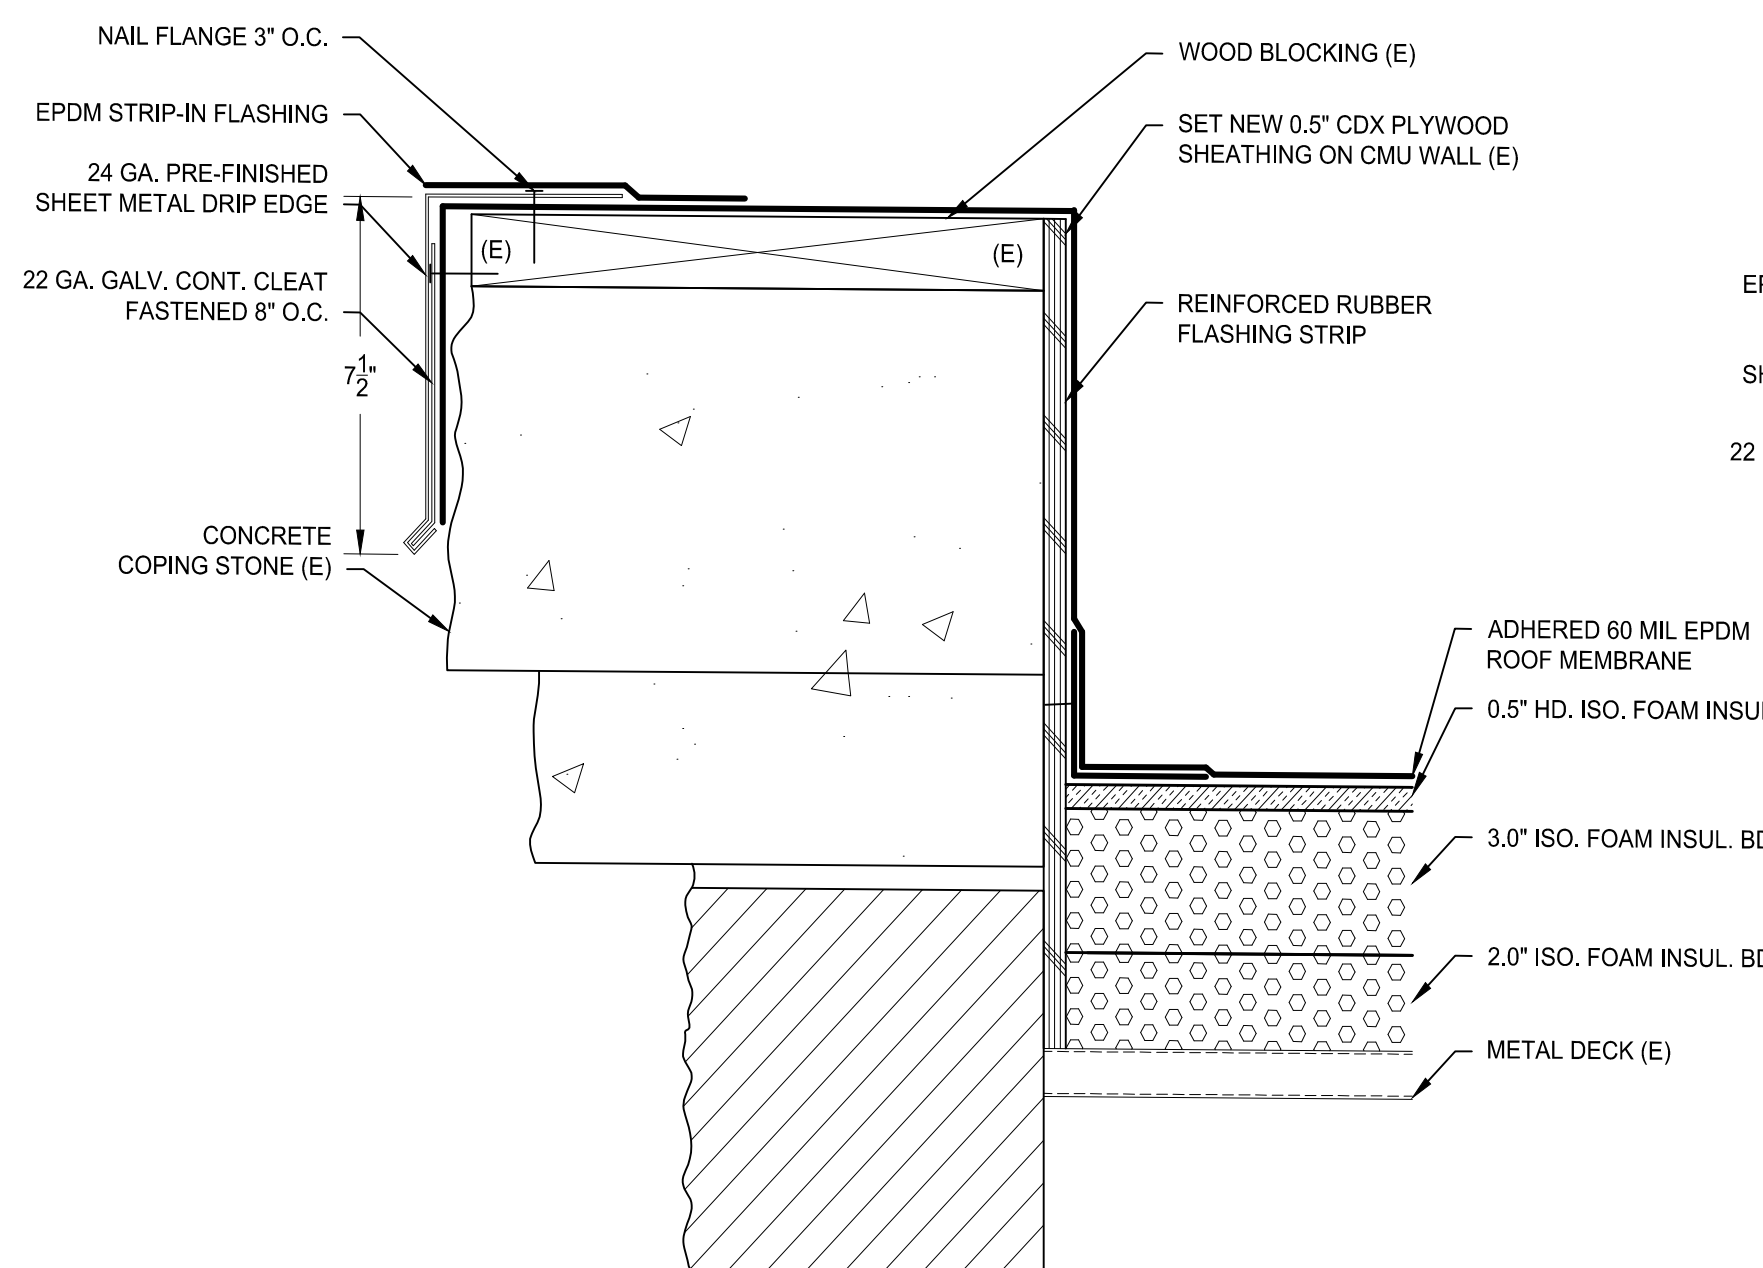 NAIL FLANGE 3" O.C.
EPDM STRIP-IN FLASHING
24 GA. PRE-FINISHED
SHEET METAL DRIP EDGE
22 GA. GALV. CONT. CLEAT
FASTENED 8" O.C.
7 1/2"
CONCRETE
COPING STONE (E)
(E)
(E)
WOOD BLOCKING (E)
SET NEW 0.5" CDX PLYWOOD
SHEATHING ON CMU WALL (E)
REINFORCED RUBBER
FLASHING STRIP
ADHERED 60 MIL EPDM
ROOF MEMBRANE
0.5" HD. ISO. FOAM
3.0" ISO. FOAM INSUL.
2.0" ISO. FOAM INSUL.
METAL DECK (E)
22